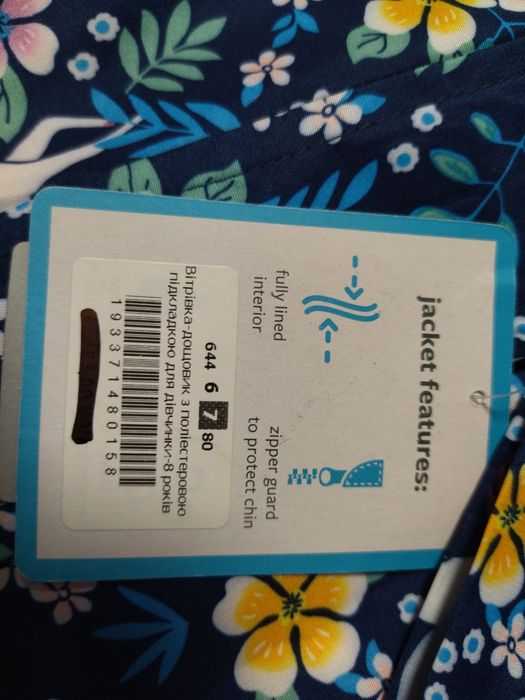 jacket features:
fully lined
interior
zipper guard
to protect chin
644 6 7 80
Вітрівка-дощовик з поліестеровою
підкладкою для дівчинки-8 років
193371480158